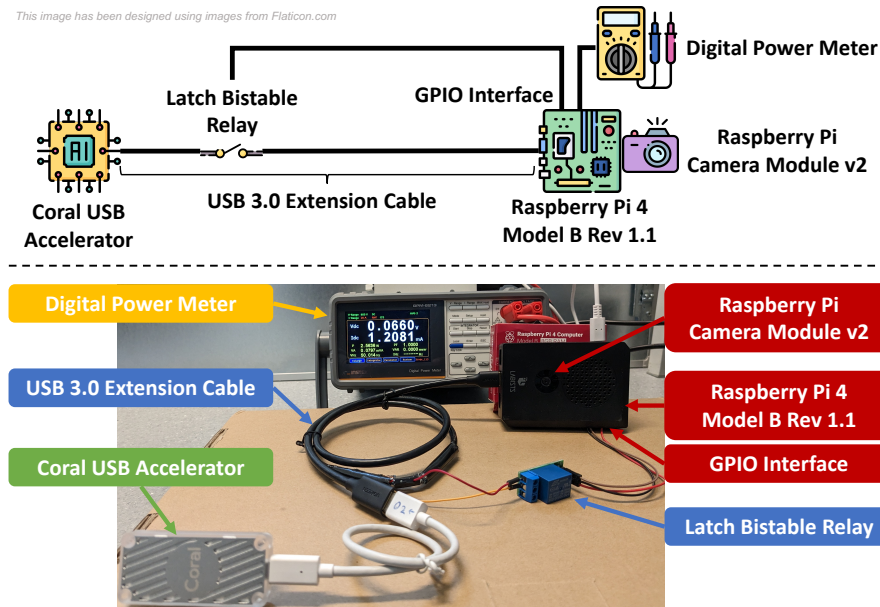 This image has been designed using images from Flaticon.com
Digital Power Meter
Latch Bistable
Relay
GPIO Interface
AI
Raspberry Pi
Camera Module v2
USB 3.0 Extension Cable
Coral USB
Accelerator
Raspberry Pi 4
Model B Rev 1.1
Digital Power Meter
Raspberry Pi
Camera Module v2
Vdc 0.0660 V
Idc 1.2081 mA
Raspberry Pi 4 Computer
USB 3.0 Extension Cable
Raspberry Pi 4
Model B Rev 1.1
Coral USB Accelerator
GPIO Interface
02+
Latch Bistable Relay
Coral